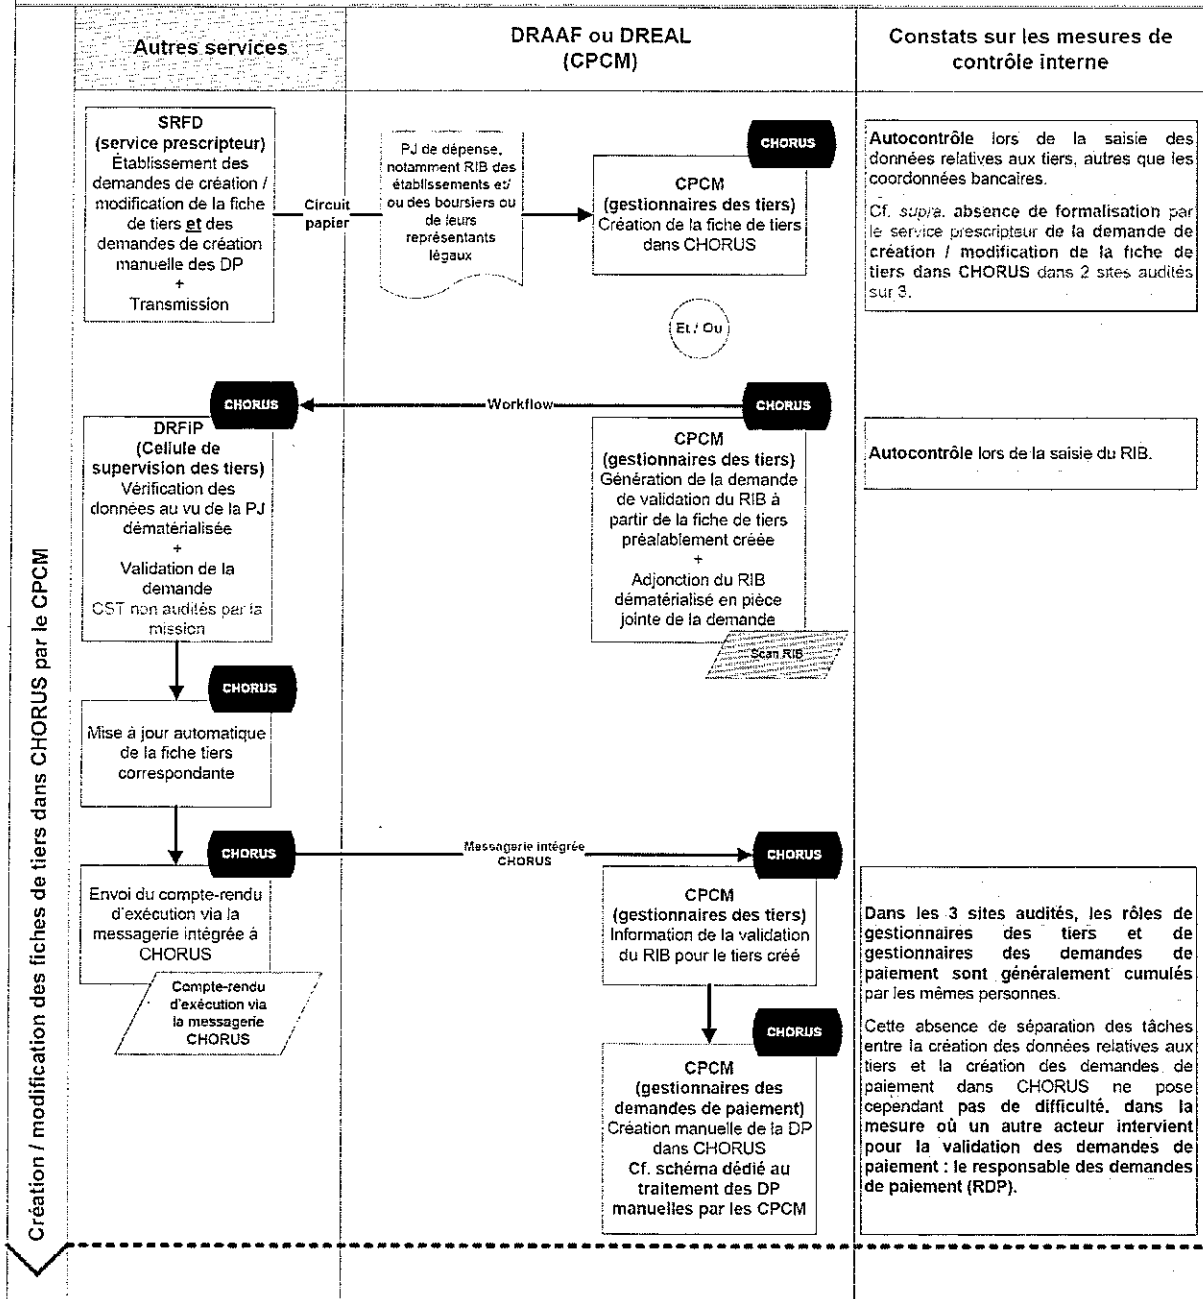 Autres services
DRAAF ou DREAL
(CPCM)
Constats sur les mesures de
contrôle interne
Création / modification des fiches de tiers dans CHORUS par le CPCM
SRFD
(service prescripteur)
Établissement des
demandes de création /
modification de la fiche
de tiers et des
demandes de création
manuelle des DP
+
Transmission
Circuit
papier
PJ de dépense,
notamment RIB des
établissements et/
ou des boursiers ou
de leurs
représentants
légaux
CHORUS
CPCM
(gestionnaires des tiers)
Création de la fiche de tiers
dans CHORUS
Autocontrôle lors de la saisie des
données relatives aux tiers, autres que les
coordonnées bancaires.
Cf. supra. absence de formalisation par
le service prescripteur de la demande de
création / modification de la fiche de
tiers dans CHORUS dans 2 sites audités
sur 3.
Et / Ou
CHORUS
Workflow
CHORUS
DRFiP
(Cellule de
supervision des tiers)
Vérification des
données au vu de la PJ
dématérialisée
+
Validation de la
demande
CST non audités par la
mission
CPCM
(gestionnaires des tiers)
Génération de la demande
de validation du RIB à
partir de la fiche de tiers
préalablement créée
+
Adjonction du RIB
dématérialisé en pièce
jointe de la demande
Scan RIB
Autocontrôle lors de la saisie du RIB.
CHORUS
Mise à jour automatique
de la fiche tiers
correspondante
CHORUS
Messagerie intégrée
CHORUS
CHORUS
Envoi du compte-rendu
d'exécution via la
messagerie intégrée à
CHORUS
Compte-rendu
d'exécution via
la messagerie
CHORUS
CPCM
(gestionnaires des tiers)
Information de la validation
du RIB pour le tiers créé
CHORUS
CPCM
(gestionnaires des
demandes de paiement)
Création manuelle de la DP
dans CHORUS
Cf. schéma dédié au
traitement des DP
manuelles par les CPCM
Dans les 3 sites audités, les rôles de
gestionnaires des tiers et de
gestionnaires des demandes de
paiement sont généralement cumulés
par les mêmes personnes.
Cette absence de séparation des tâches
entre la création des données relatives aux
tiers et la création des demandes de
paiement dans CHORUS ne pose
cependant pas de difficulté, dans la
mesure où un autre acteur intervient
pour la validation des demandes de
paiement : le responsable des demandes
de paiement (RDP).